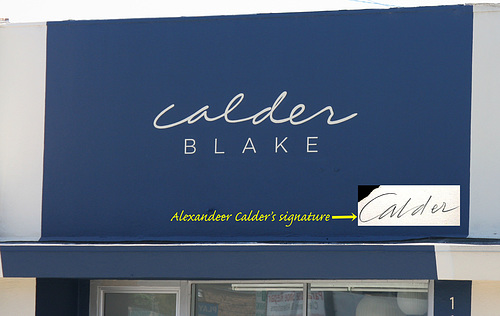 calder
BLAKE
Alexandeer Calder's signature
Calder
1